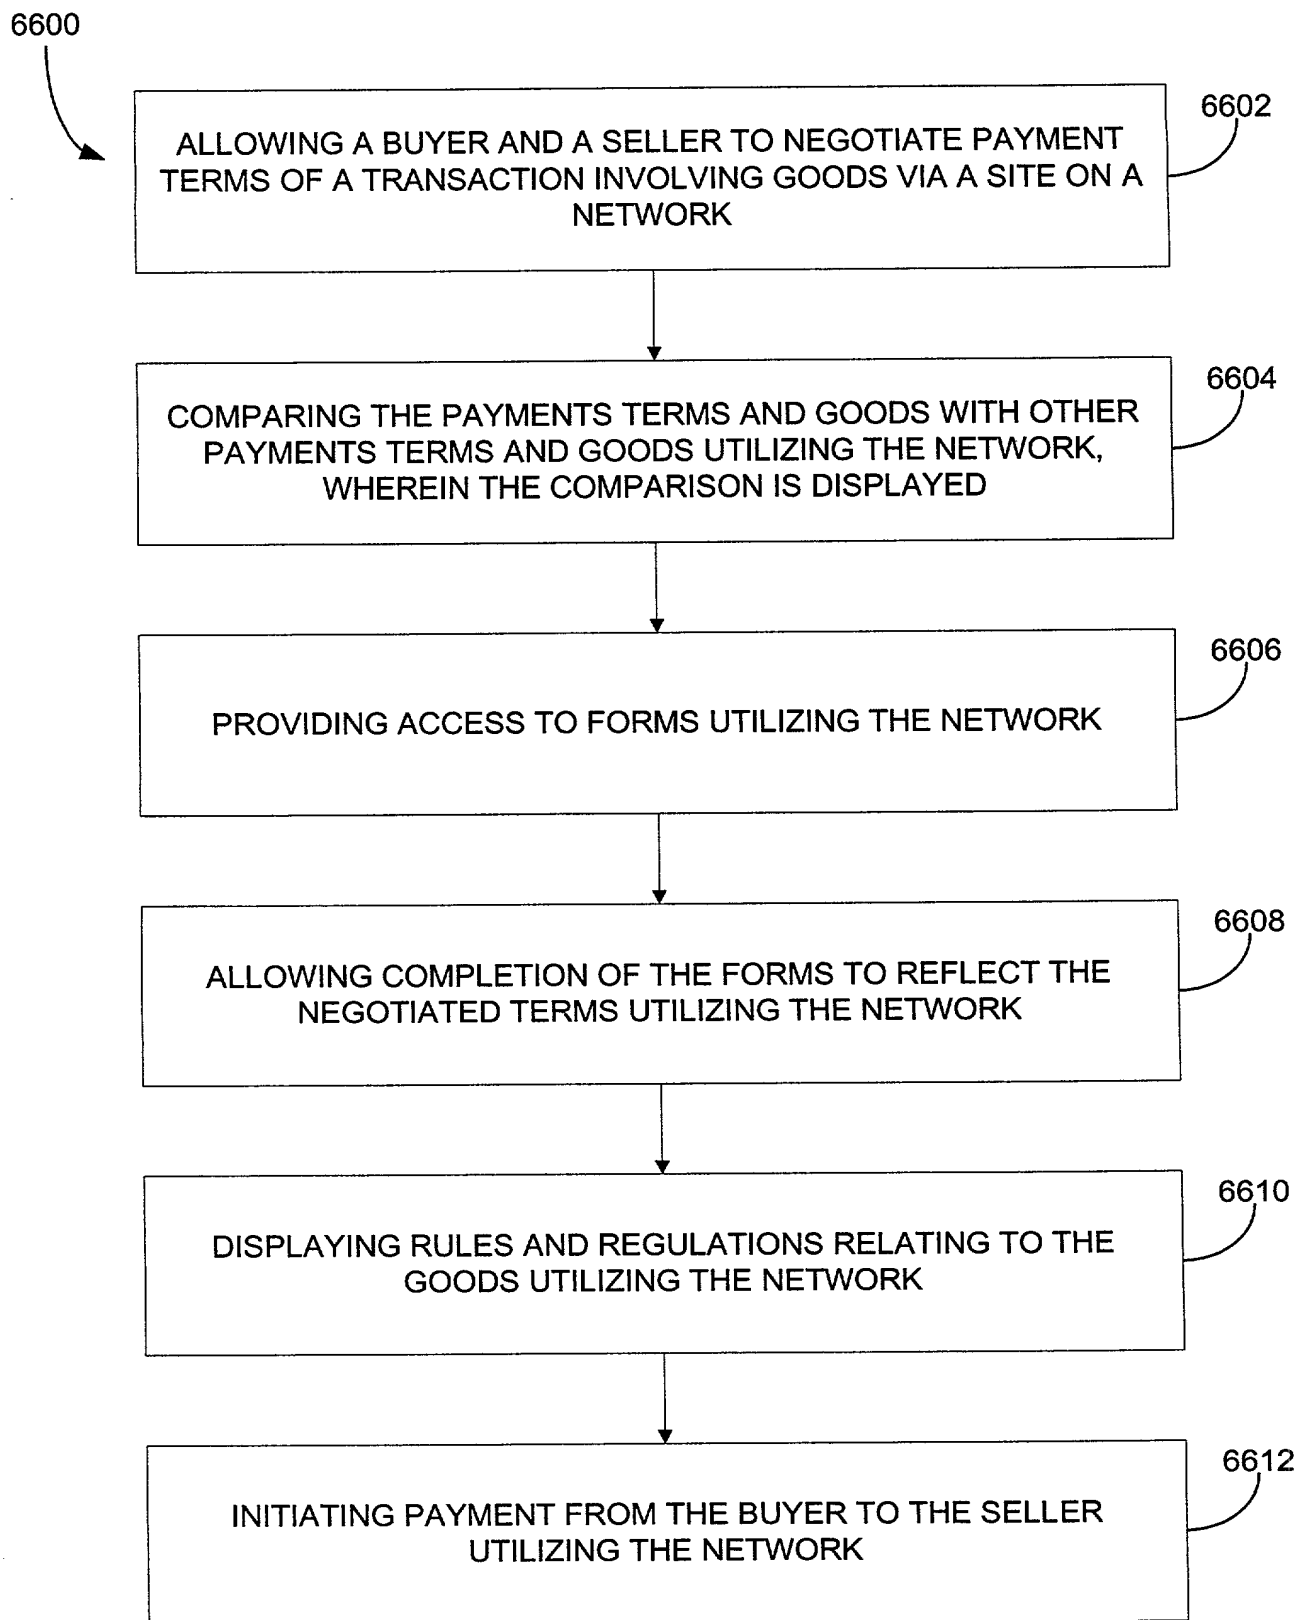 6600
6602
ALLOWING A BUYER AND A SELLER TO NEGOTIATE PAYMENT
TERMS OF A TRANSACTION INVOLVING GOODS VIA A SITE ON A
NETWORK
6604
COMPARING THE PAYMENTS TERMS AND GOODS WITH OTHER
PAYMENTS TERMS AND GOODS UTILIZING THE NETWORK,
WHEREIN THE COMPARISON IS DISPLAYED
6606
PROVIDING ACCESS TO FORMS UTILIZING THE NETWORK
6608
ALLOWING COMPLETION OF THE FORMS TO REFLECT THE
NEGOTIATED TERMS UTILIZING THE NETWORK
6610
DISPLAYING RULES AND REGULATIONS RELATING TO THE
GOODS UTILIZING THE NETWORK
6612
INITIATING PAYMENT FROM THE BUYER TO THE SELLER
UTILIZING THE NETWORK